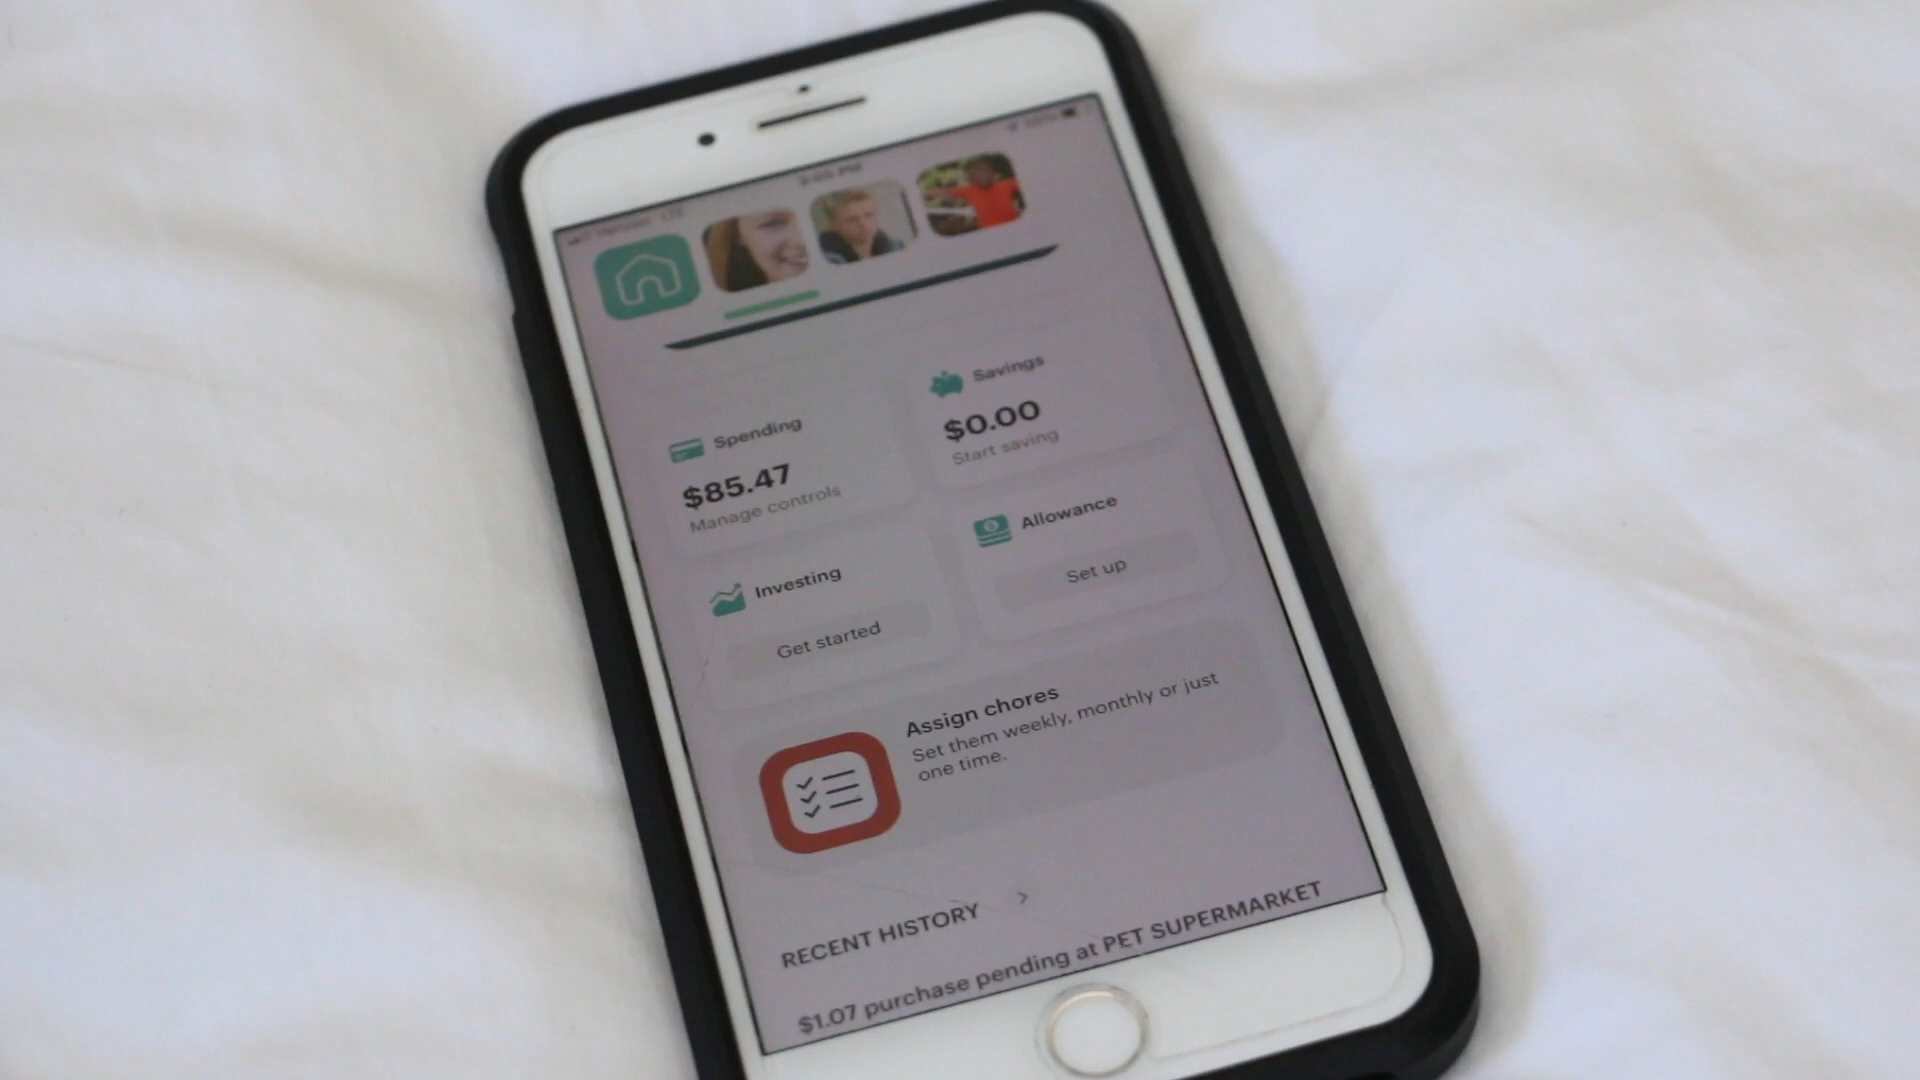 LTE
Spending
$85.47
Manage controls
Savings
$0.00
Start saving
Investing
Get started
Allowance
Set up
Assign chores
Set them weekly, monthly or just
one time.
RECENT HISTORY >
$1.07 purchase pending at PET SUPERMARKET